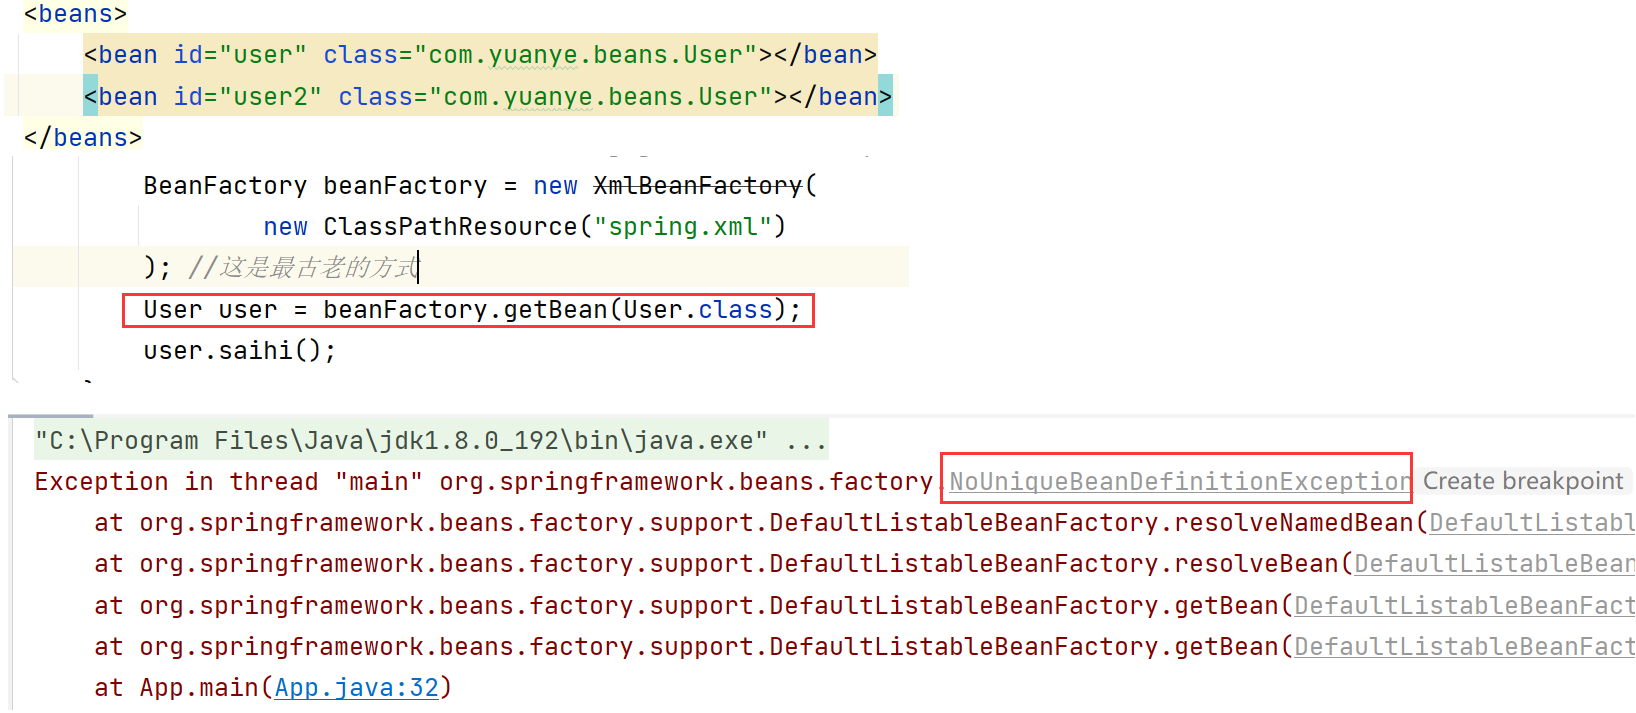 <beans>
<bean id="user" class="com.yuanye.beans.User"></bean>
<bean id="user2" class="com.yuanye.beans.User"></bean>
</beans>
BeanFactory beanFactory = new XmlBeanFactory(
new ClassPathResource("spring.xml")
); //这是最古老的方式
User user = beanFactory.getBean(User.class);
user.saihi();
"C:\Program Files\Java\jdk1.8.0_192\bin\java.exe" ...
Exception in thread "main" org.springframework.beans.factory.NoUniqueBeanDefinitionException Create breakpoint
at org.springframework.beans.factory.support.DefaultListableBeanFactory.resolveNamedBean(DefaultListabl
at org.springframework.beans.factory.support.DefaultListableBeanFactory.resolveBean(DefaultListableBean
at org.springframework.beans.factory.support.DefaultListableBeanFactory.getBean(DefaultListableBeanFact
at org.springframework.beans.factory.support.DefaultListableBeanFactory.getBean(DefaultListableBeanFact
at App.main(App.java:32)